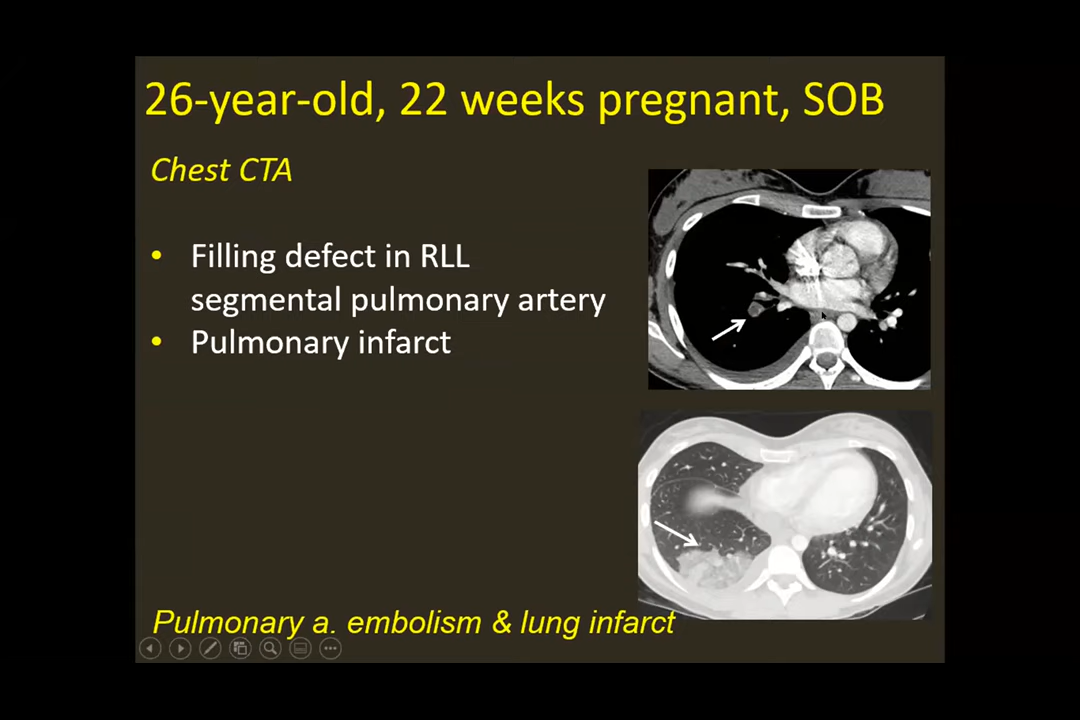 26-year-old, 22 weeks pregnant, SOB
Chest CTA
• Filling defect in RLL
segmental pulmonary artery
• Pulmonary infarct
Pulmonary a. embolism & lung infarct